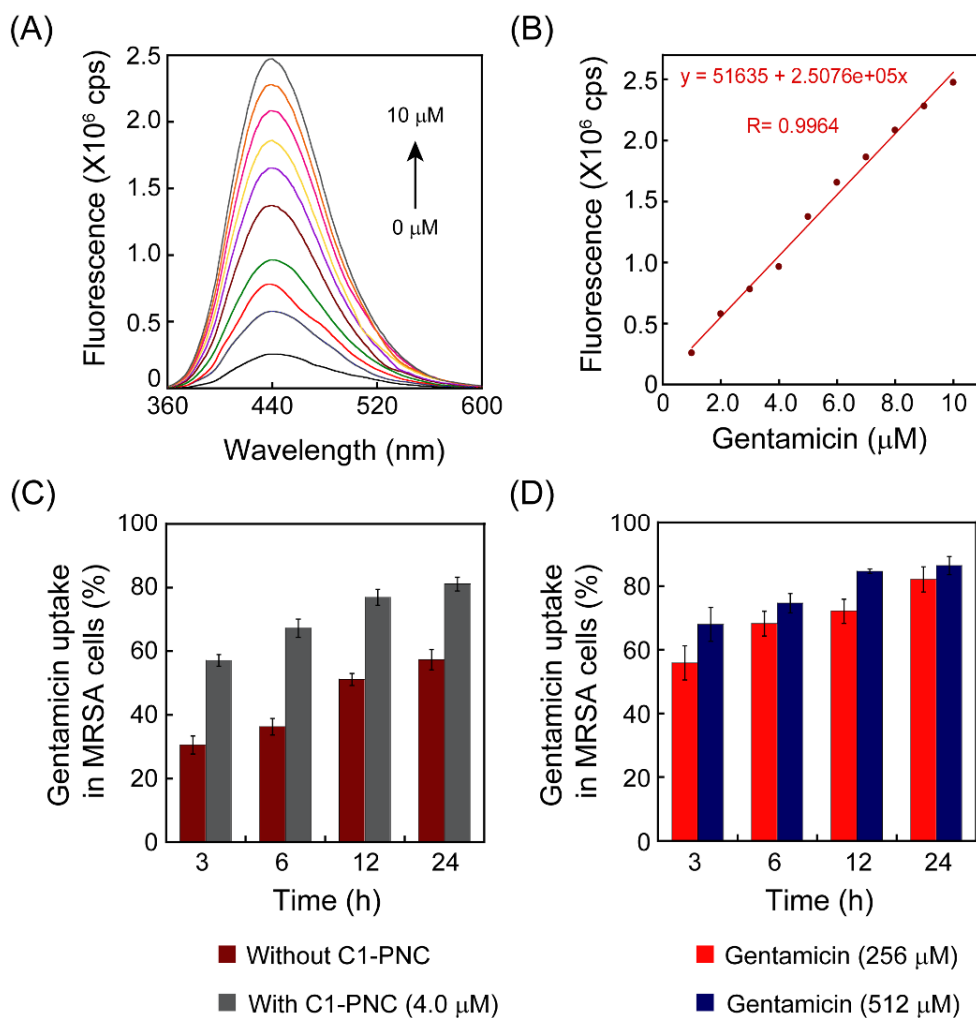 (A)
Fluorescence (X10⁶ cps)
2.5
2.0
1.5
1.0
0.5
0
10 μM
0 μM
360
440
520
600
Wavelength (nm)
(B)
Fluorescence (X10⁶ cps)
2.5
2.0
1.5
1.0
0.5
0
y = 51635 + 2.5076e+05x
R= 0.9964
0
2.0
4.0
6.0
8.0
10
Gentamicin (μM)
(C)
Gentamicin uptake
in MRSA cells (%)
100
80
60
40
20
0
3
6
12
24
Time (h)
Without C1-PNC
With C1-PNC (4.0 μM)
(D)
Gentamicin uptake
in MRSA cells (%)
100
80
60
40
20
0
3
6
12
24
Time (h)
Gentamicin (256 μM)
Gentamicin (512 μM)